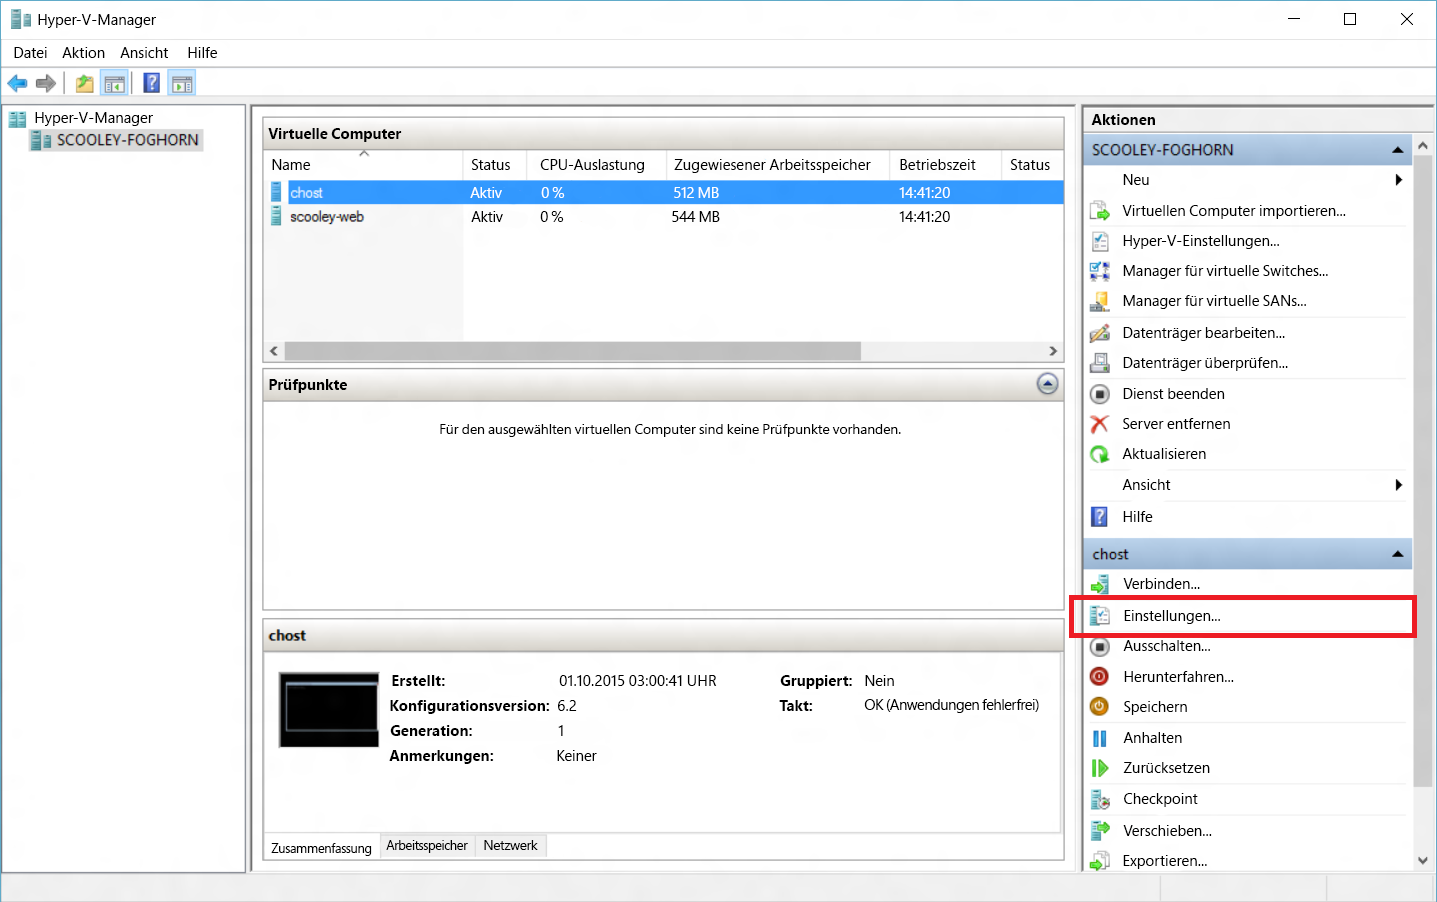 Hyper-V-Manager
Datei Aktion Ansicht Hilfe
Hyper-V-Manager
SCOOLEY-FOGHORN
Virtuelle Computer
Name Status CPU-Auslastung Zugewiesener Arbeitsspeicher Betriebszeit Status
chost Aktiv 0 % 512 MB 14:41:20
scooley-web Aktiv 0 % 544 MB 14:41:20
Prüfpunkte
Für den ausgewählten virtuellen Computer sind keine Prüfpunkte vorhanden.
chost
Erstellt: 01.10.2015 03:00:41 UHR Gruppiert: Nein
Konfigurationsversion: 6.2 Takt: OK (Anwendungen fehlerfrei)
Generation: 1
Anmerkungen: Keiner
Zusammenfassung Arbeitsspeicher Netzwerk
Aktionen
SCOOLEY-FOGHORN
Neu
Virtuellen Computer importieren...
Hyper-V-Einstellungen...
Manager für virtuelle Switches...
Manager für virtuelle SANs...
Datenträger bearbeiten...
Datenträger überprüfen...
Dienst beenden
Server entfernen
Aktualisieren
Ansicht
Hilfe
chost
Verbinden...
Einstellungen...
Ausschalten...
Herunterfahren...
Speichern
Anhalten
Zurücksetzen
Checkpoint
Verschieben...
Exportieren...